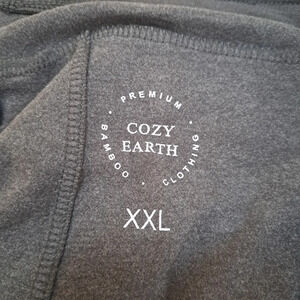 PREMIUM
COZY
EARTH
BAMBOO
CLOTHING
XXL